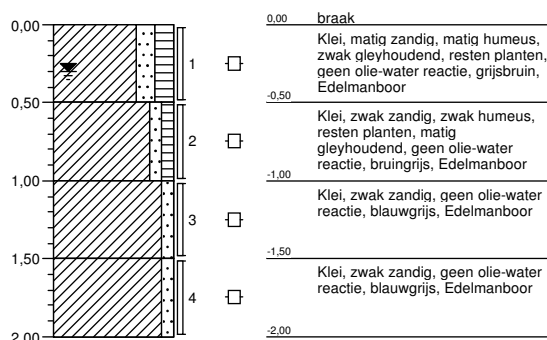 0,00
0,50
1,00
1,50
2,00
1
2
3
4
0,00
braak
Klei, matig zandig, matig humeus,
zwak gleyhoudend, resten planten,
geen olie-water reactie, grijsbruin,
Edelmanboor
-0,50
Klei, zwak zandig, zwak humeus,
resten planten, matig
gleyhoudend, geen olie-water
reactie, bruingrijs, Edelmanboor
-1,00
Klei, zwak zandig, geen olie-water
reactie, blauwgrijs, Edelmanboor
-1,50
Klei, zwak zandig, geen olie-water
reactie, blauwgrijs, Edelmanboor
-2,00